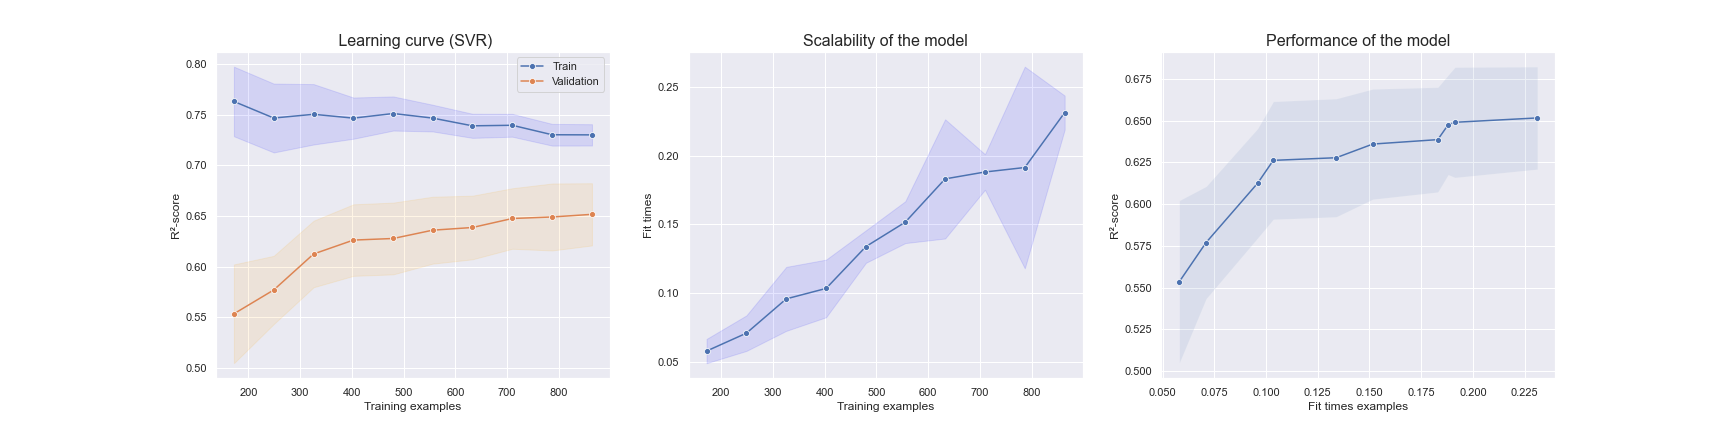 Learning curve (SVR)
Train
Validation
0.80
0.75
0.70
0.65
0.60
0.55
0.50
R²-score
200 300 400 500 600 700 800
Training examples
Scalability of the model
0.25
0.20
0.15
0.10
0.05
Fit times
200 300 400 500 600 700 800
Training examples
Performance of the model
0.675
0.650
0.625
0.600
0.575
0.550
0.525
0.500
R²-score
0.050 0.075 0.100 0.125 0.150 0.175 0.200 0.225
Fit times examples